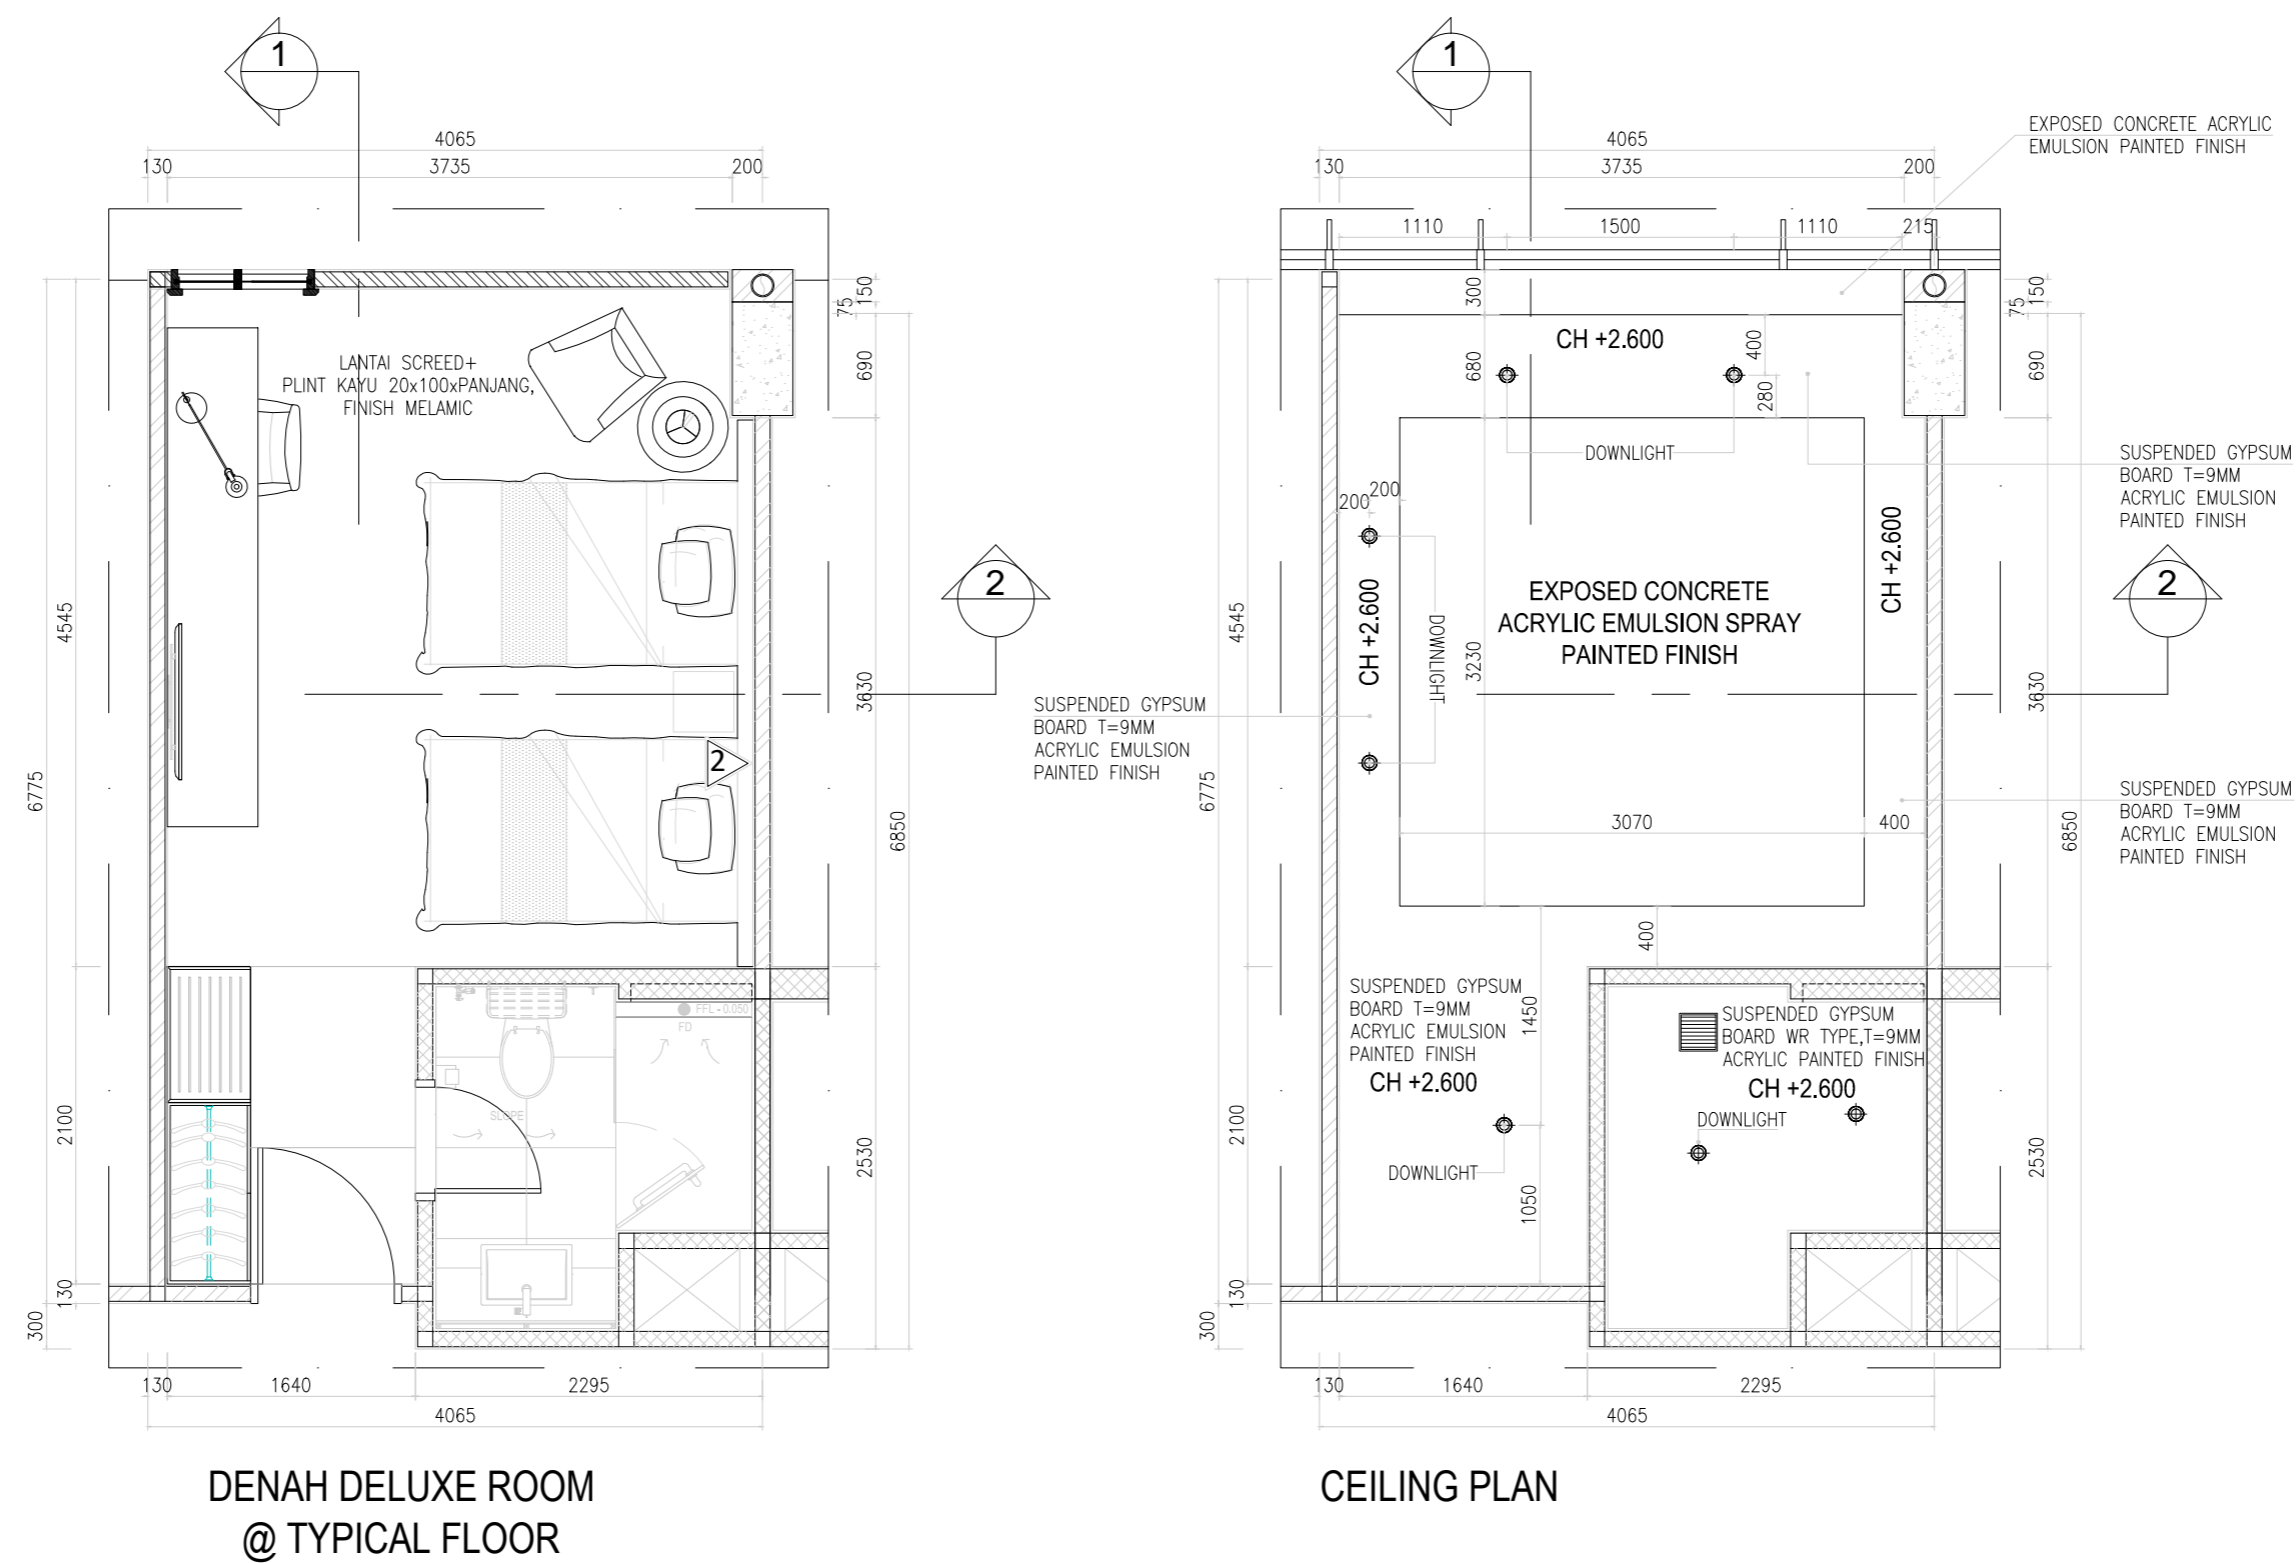 1
4065
130
3735
200
150
75
690
LANTAI SCREED+
PLINT KAYU 20x100xPANJANG,
FINISH MELAMIC
2
4545
3630
6775
2
6850
FFL-0.050
FD
SLOPE
2100
2530
130
300
130
1640
2295
4065
DENAH DELUXE ROOM
@ TYPICAL FLOOR
1
EXPOSED CONCRETE ACRYLIC
EMULSION PAINTED FINISH
4065
130
3735
200
1110
1500
1110
215
300
150
75
CH +2.600
400
680
690
280
DOWNLIGHT
SUSPENDED GYPSUM
BOARD T=9MM
ACRYLIC EMULSION
PAINTED FINISH
200
200
CH +2.600
2
EXPOSED CONCRETE
ACRYLIC EMULSION SPRAY
PAINTED FINISH
4545
CH +2.600
DOWNLIGHT
3230
3630
SUSPENDED GYPSUM
BOARD T=9MM
ACRYLIC EMULSION
PAINTED FINISH
6775
SUSPENDED GYPSUM
BOARD T=9MM
ACRYLIC EMULSION
PAINTED FINISH
3070
400
6850
400
SUSPENDED GYPSUM
BOARD T=9MM
ACRYLIC EMULSION
PAINTED FINISH
CH +2.600
1450
SUSPENDED GYPSUM
BOARD WR TYPE,T=9MM
ACRYLIC PAINTED FINISH
CH +2.600
DOWNLIGHT
2100
DOWNLIGHT
1050
2530
130
300
130
1640
2295
4065
CEILING PLAN